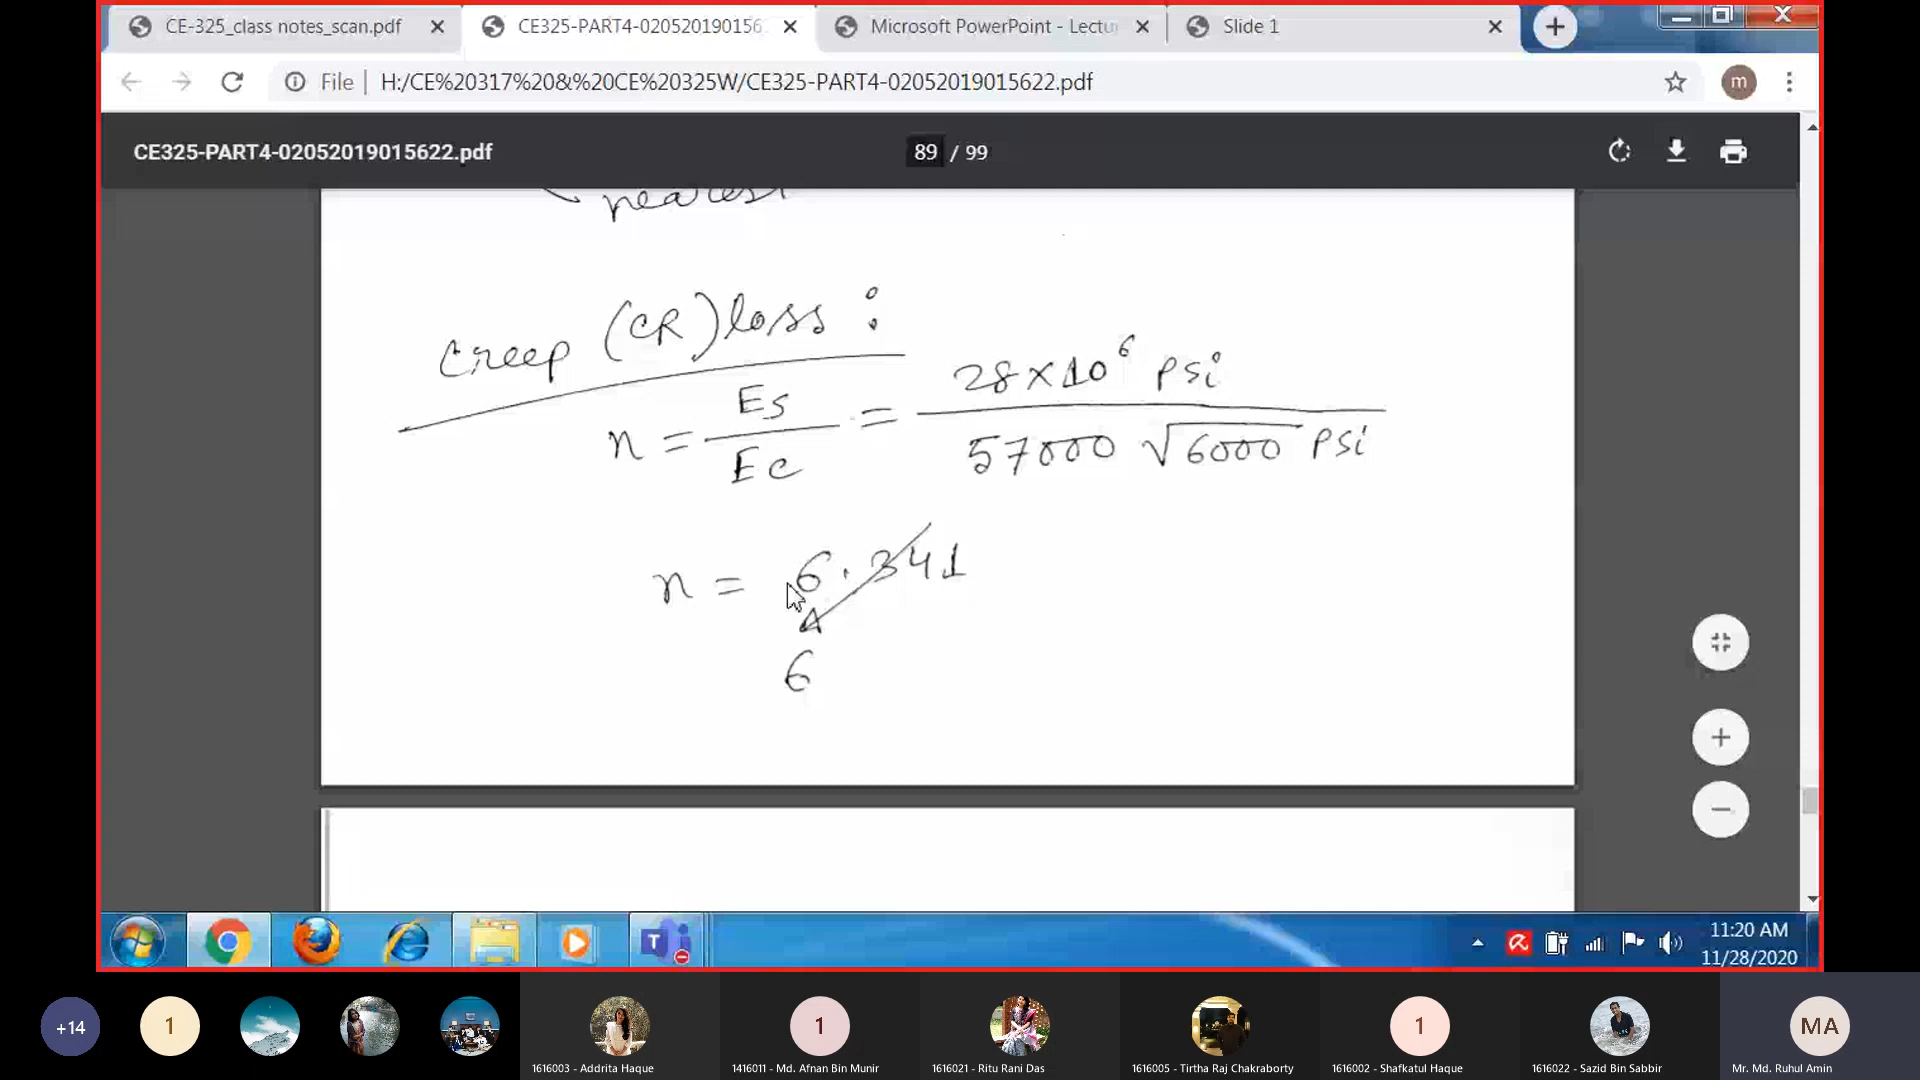 CE-325_class notes_scan.pdf
CE325-PART4-0205201901562
Microsoft PowerPoint - Lectu
Slide 1
File
H:/CE%20317%20&%20CE%20325W/CE325-PART4-02052019015622.pdf
m
CE325-PART4-02052019015622.pdf
89 / 99
nearest
Creep (CR) loss :
n = Es / Ec = 28×10⁶ psi / 57000 √6000 psi
n = 6.341
6
11:20 AM
11/28/2020
+14
1
1
1
MA
1616003 - Addrita Haque
1416011 - Md. Afnan Bin Munir
1616021 - Ritu Rani Das
1616005 - Tirtha Raj Chakraborty
1616002 - Shafkatul Haque
1616022 - Sazid Bin Sabbir
Mr. Md. Ruhul Amin